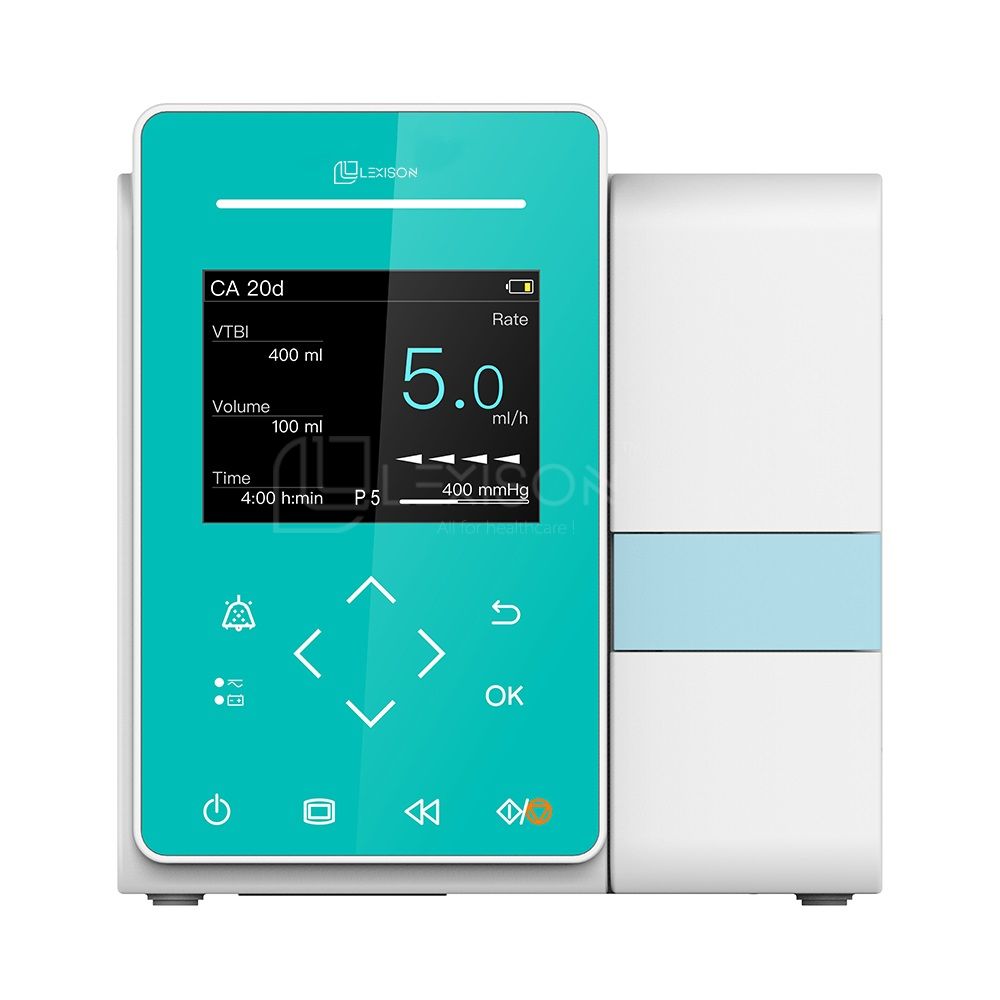 LEXISON
CA 20d
Rate
VTBI
400 ml
5.0
ml/h
Volume
100 ml
Time
4:00 h:min
P 5
400 mmHg
LEXISON™
All for healthcare !
OK